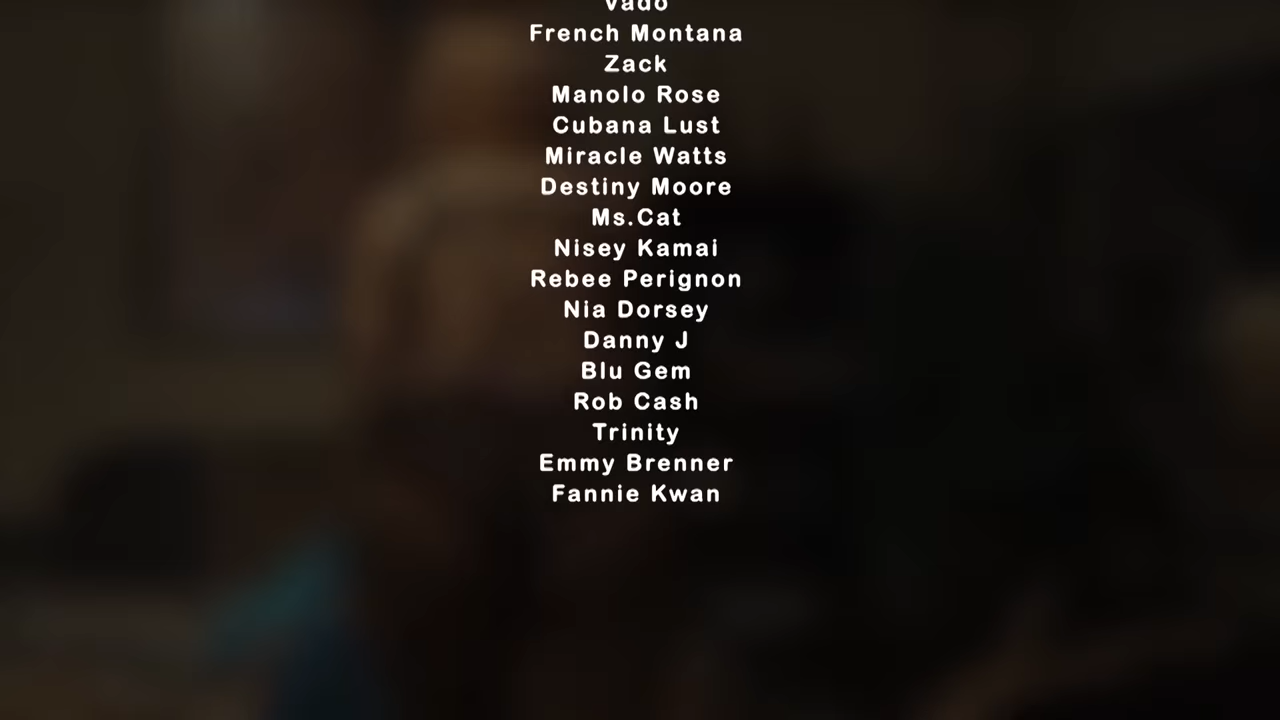 Vado
French Montana
Zack
Manolo Rose
Cubana Lust
Miracle Watts
Destiny Moore
Ms.Cat
Nisey Kamai
Rebee Perignon
Nia Dorsey
Danny J
Blu Gem
Rob Cash
Trinity
Emmy Brenner
Fannie Kwan